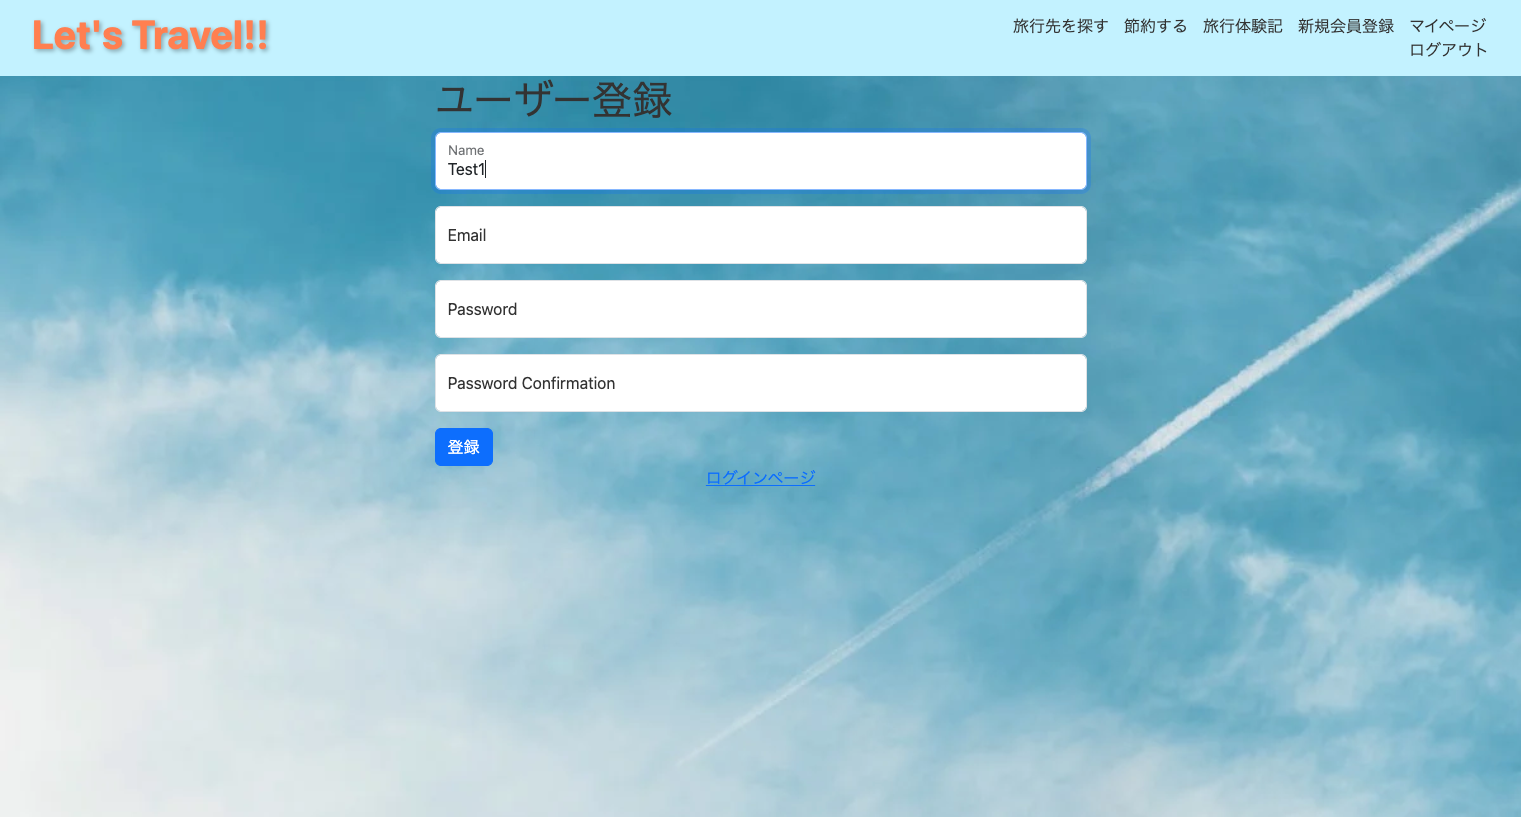 Let's Travel!!
旅行先を探す 節約する 旅行体験記 新規会員登録 マイページ
ログアウト
ユーザー登録
Name
Test1
Email
Password
Password Confirmation
登録
ログインページ